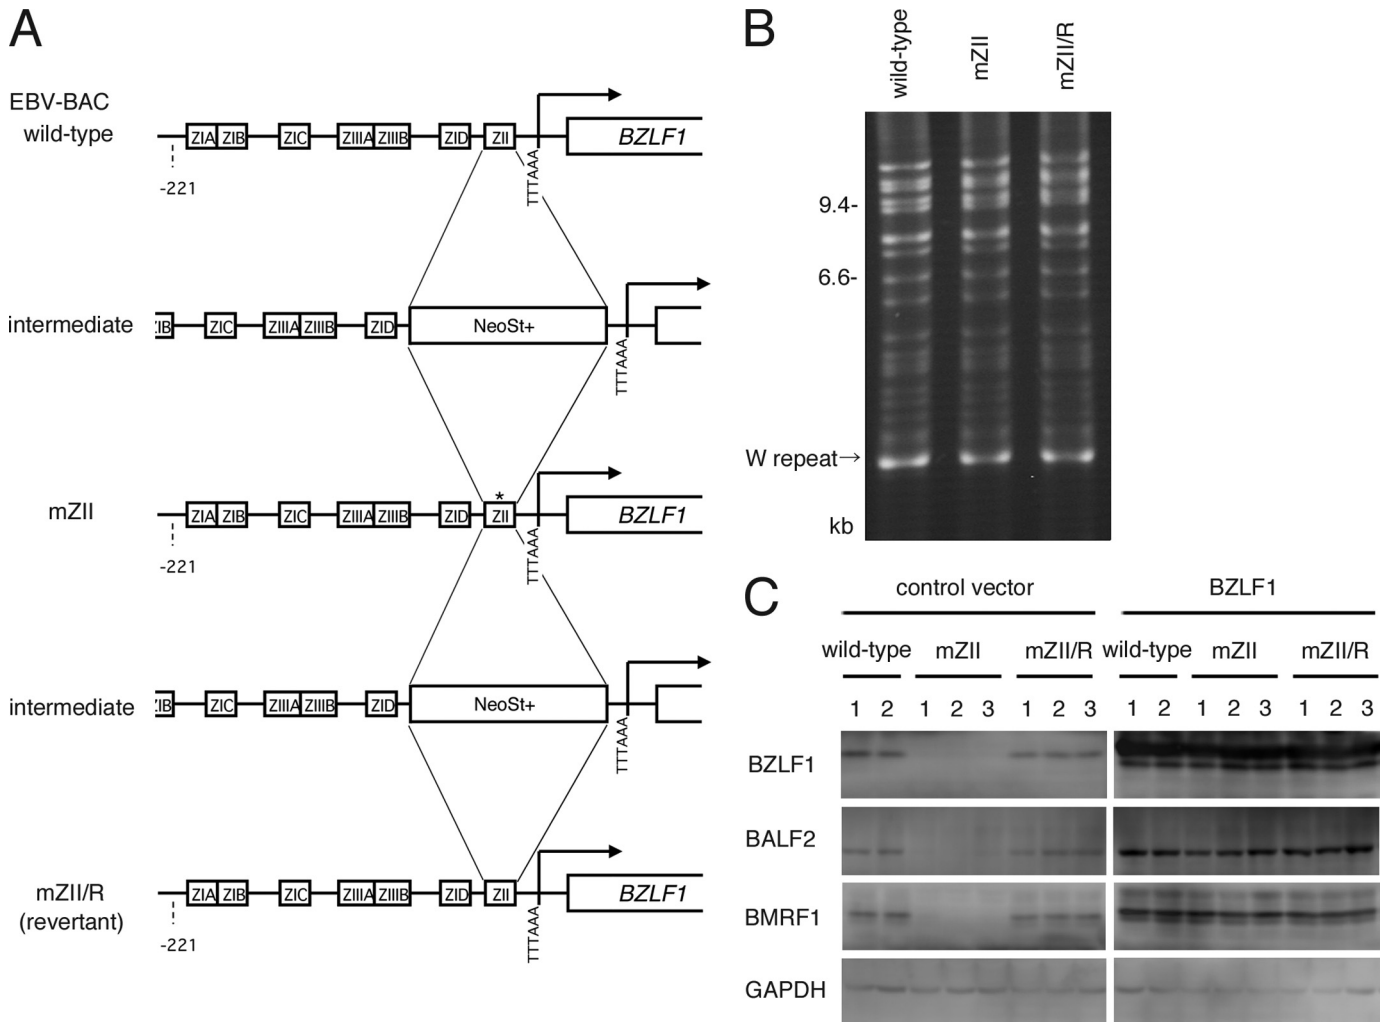 A
EBV-BAC
wild-type
ZIA ZIB ZIC ZIIIA ZIIIB ZID ZII BZLF1
-221
TTTAAA
intermediate
ZIB ZIC ZIIIA ZIIIB ZID NeoSt+
TTTAAA
mZII
*
ZIA ZIB ZIC ZIIIA ZIIIB ZID ZII BZLF1
-221
TTTAAA
intermediate
ZIB ZIC ZIIIA ZIIIB ZID NeoSt+
TTTAAA
mZII/R
(revertant)
ZIA ZIB ZIC ZIIIA ZIIIB ZID ZII BZLF1
-221
TTTAAA
B
wild-type mZII mZII/R
9.4-
6.6-
W repeat→
kb
C
control vector BZLF1
wild-type mZII mZII/R wild-type mZII mZII/R
1 2 1 2 3 1 2 3 1 2 1 2 3 1 2 3
BZLF1
BALF2
BMRF1
GAPDH